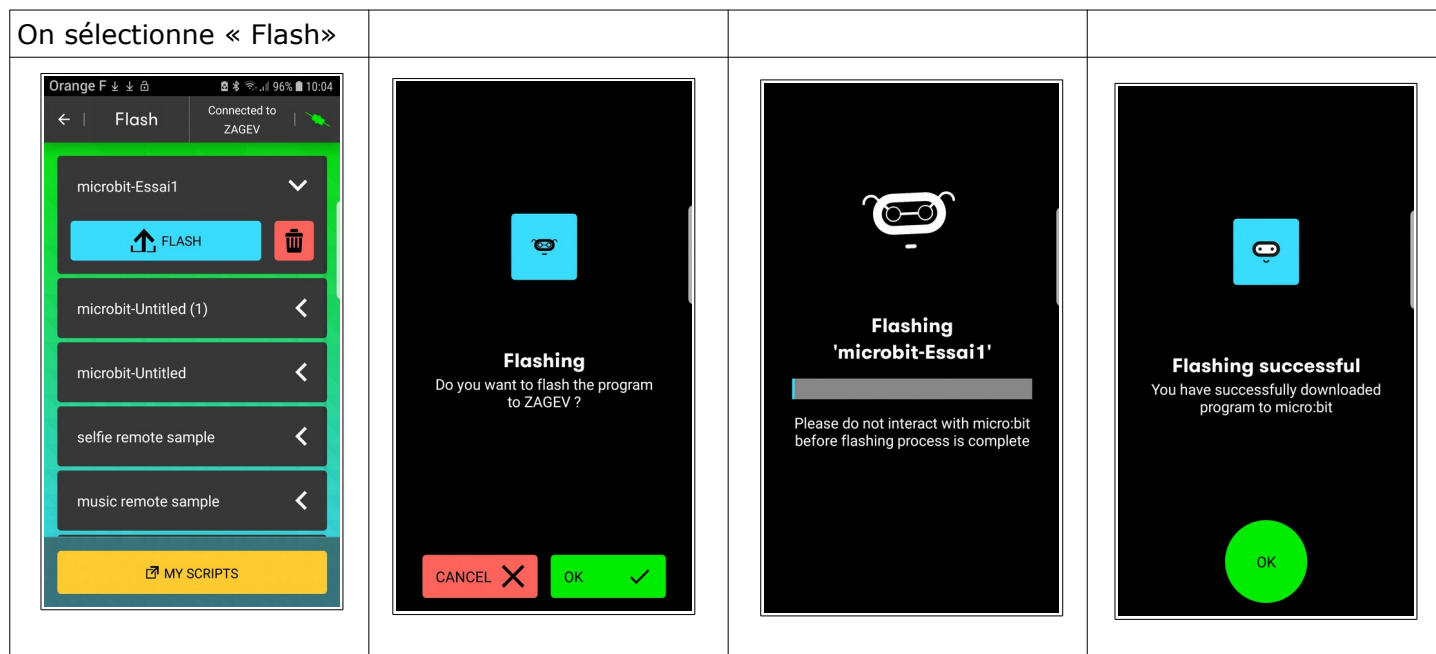 On sélectionne « Flash»
Orange F 96% 10:04
Flash
Connected to
ZAGEV
microbit-Essai1
FLASH
microbit-Untitled (1)
microbit-Untitled
selfie remote sample
music remote sample
MY SCRIPTS
Flashing
Do you want to flash the program
to ZAGEV ?
CANCEL
OK
Flashing
'microbit-Essai1'
Please do not interact with micro:bit
before flashing process is complete
Flashing successful
You have successfully downloaded
program to micro:bit
OK